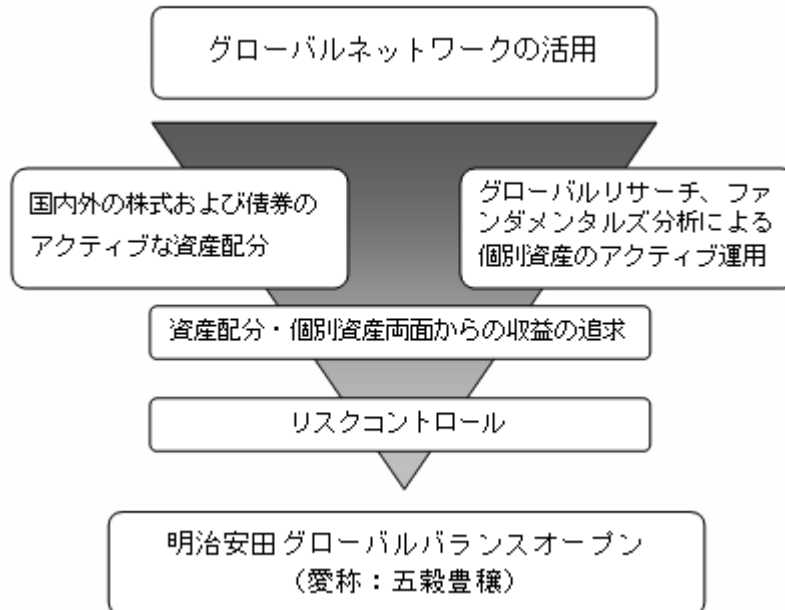 グローバルネットワークの活用
国内外の株式および債券の
アクティブな資産配分
グローバルリサーチ、ファ
ンダメンタルズ分析による
個別資産のアクティブ運用
資産配分・個別資産両面からの収益の追求
リスクコントロール
明治安田グローバルバランスオープン
（愛称：五穀豊穣）